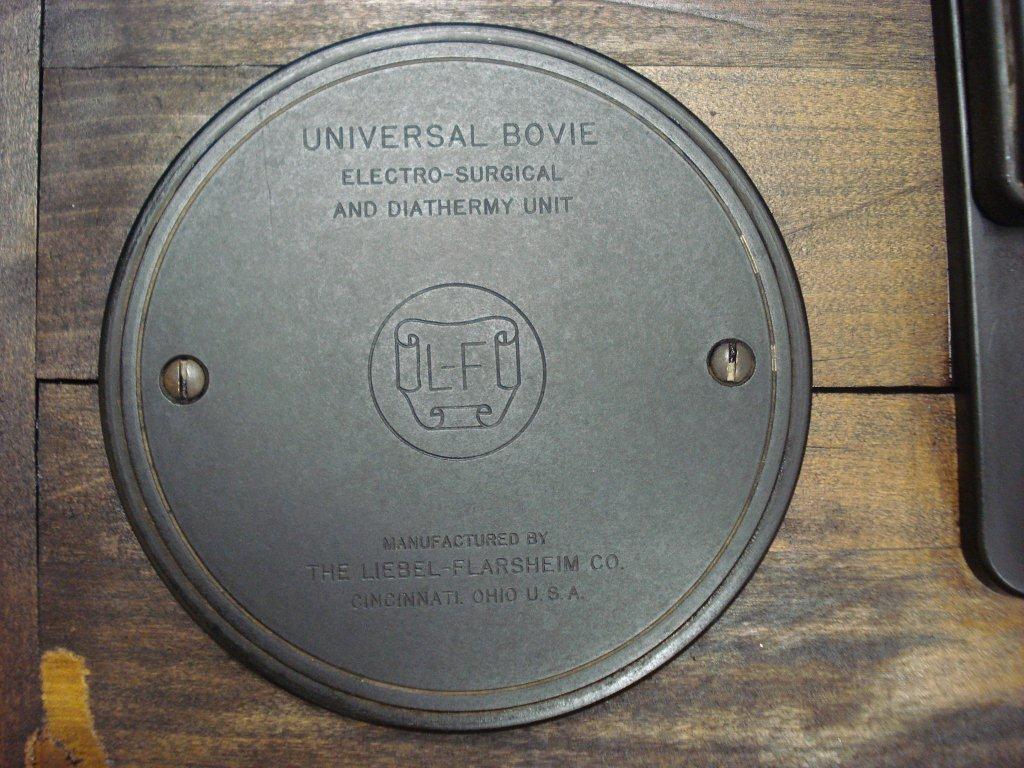 UNIVERSAL BOVIE
ELECTRO-SURGICAL
AND DIATHERMY UNIT
L-F
MANUFACTURED BY
THE LIEBEL-FLARSHEIM CO.
CINCINNATI, OHIO U.S.A.